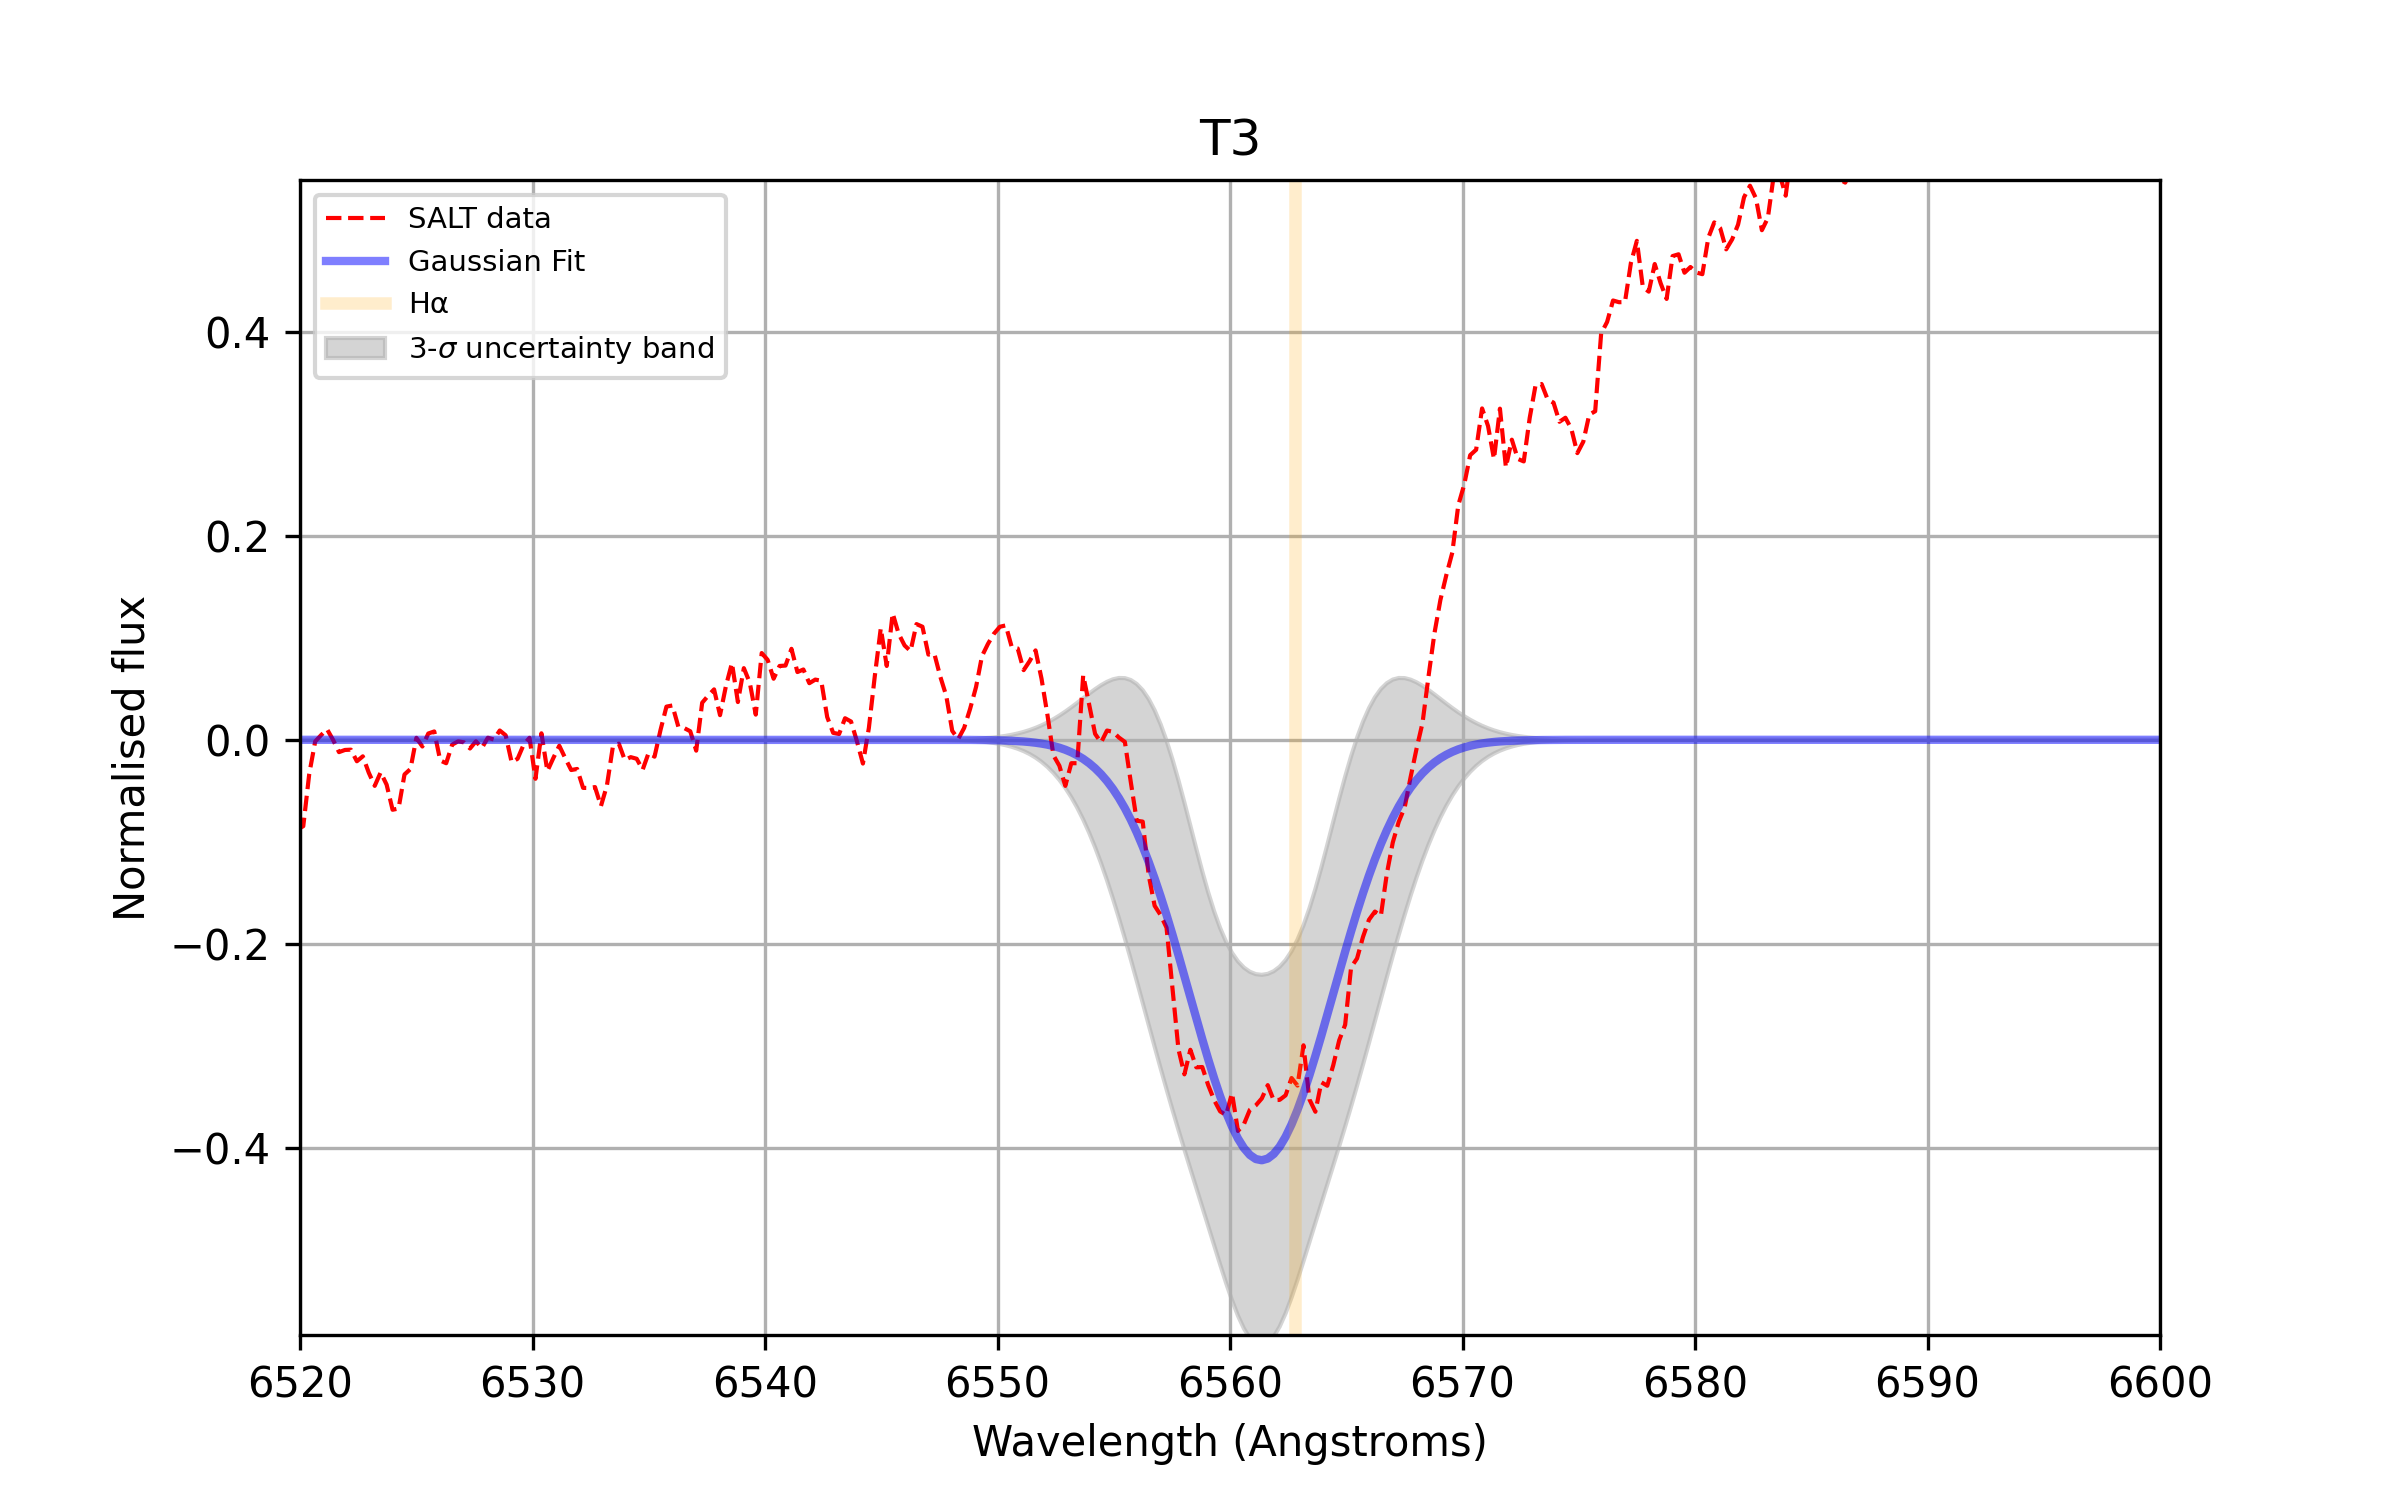 T3
SALT data
Gaussian Fit
Hα
3-σ uncertainty band
0.4
0.2
0.0
−0.2
−0.4
Normalised flux
6520 6530 6540 6550 6560 6570 6580 6590 6600
Wavelength (Angstroms)